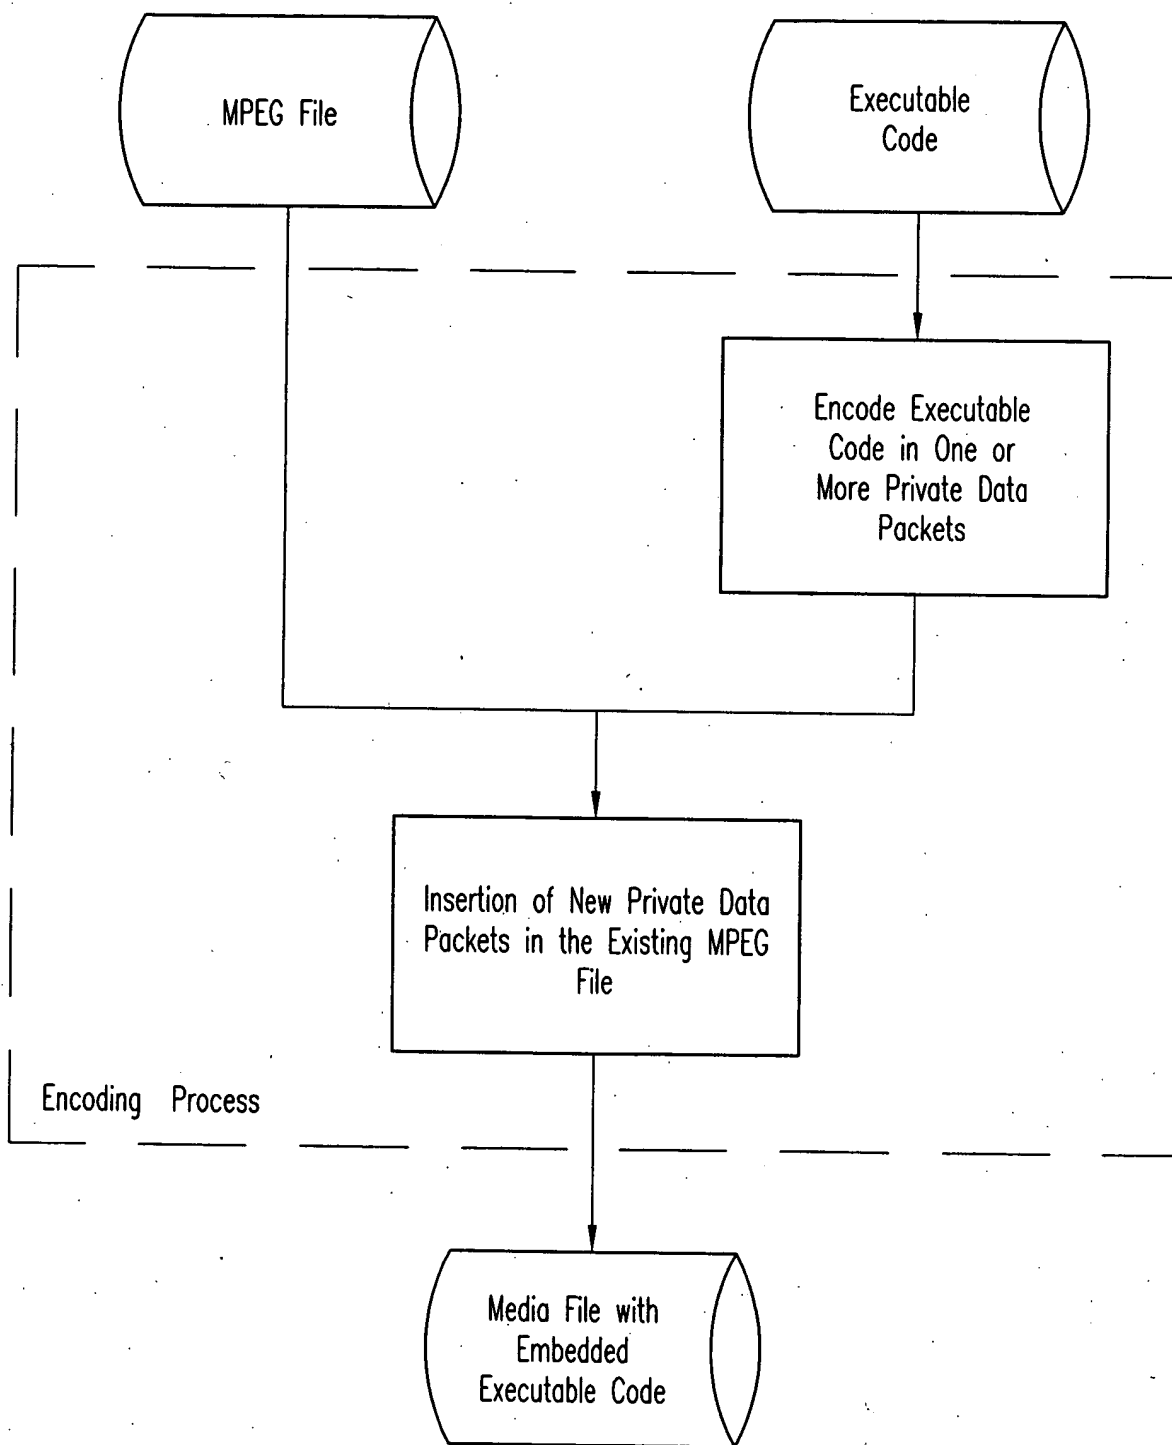 MPEG File
Executable
Code
Encode Executable
Code in One or
More Private Data
Packets
Insertion of New Private Data
Packets in the Existing MPEG
File
Encoding Process
Media File with
Embedded
Executable Code